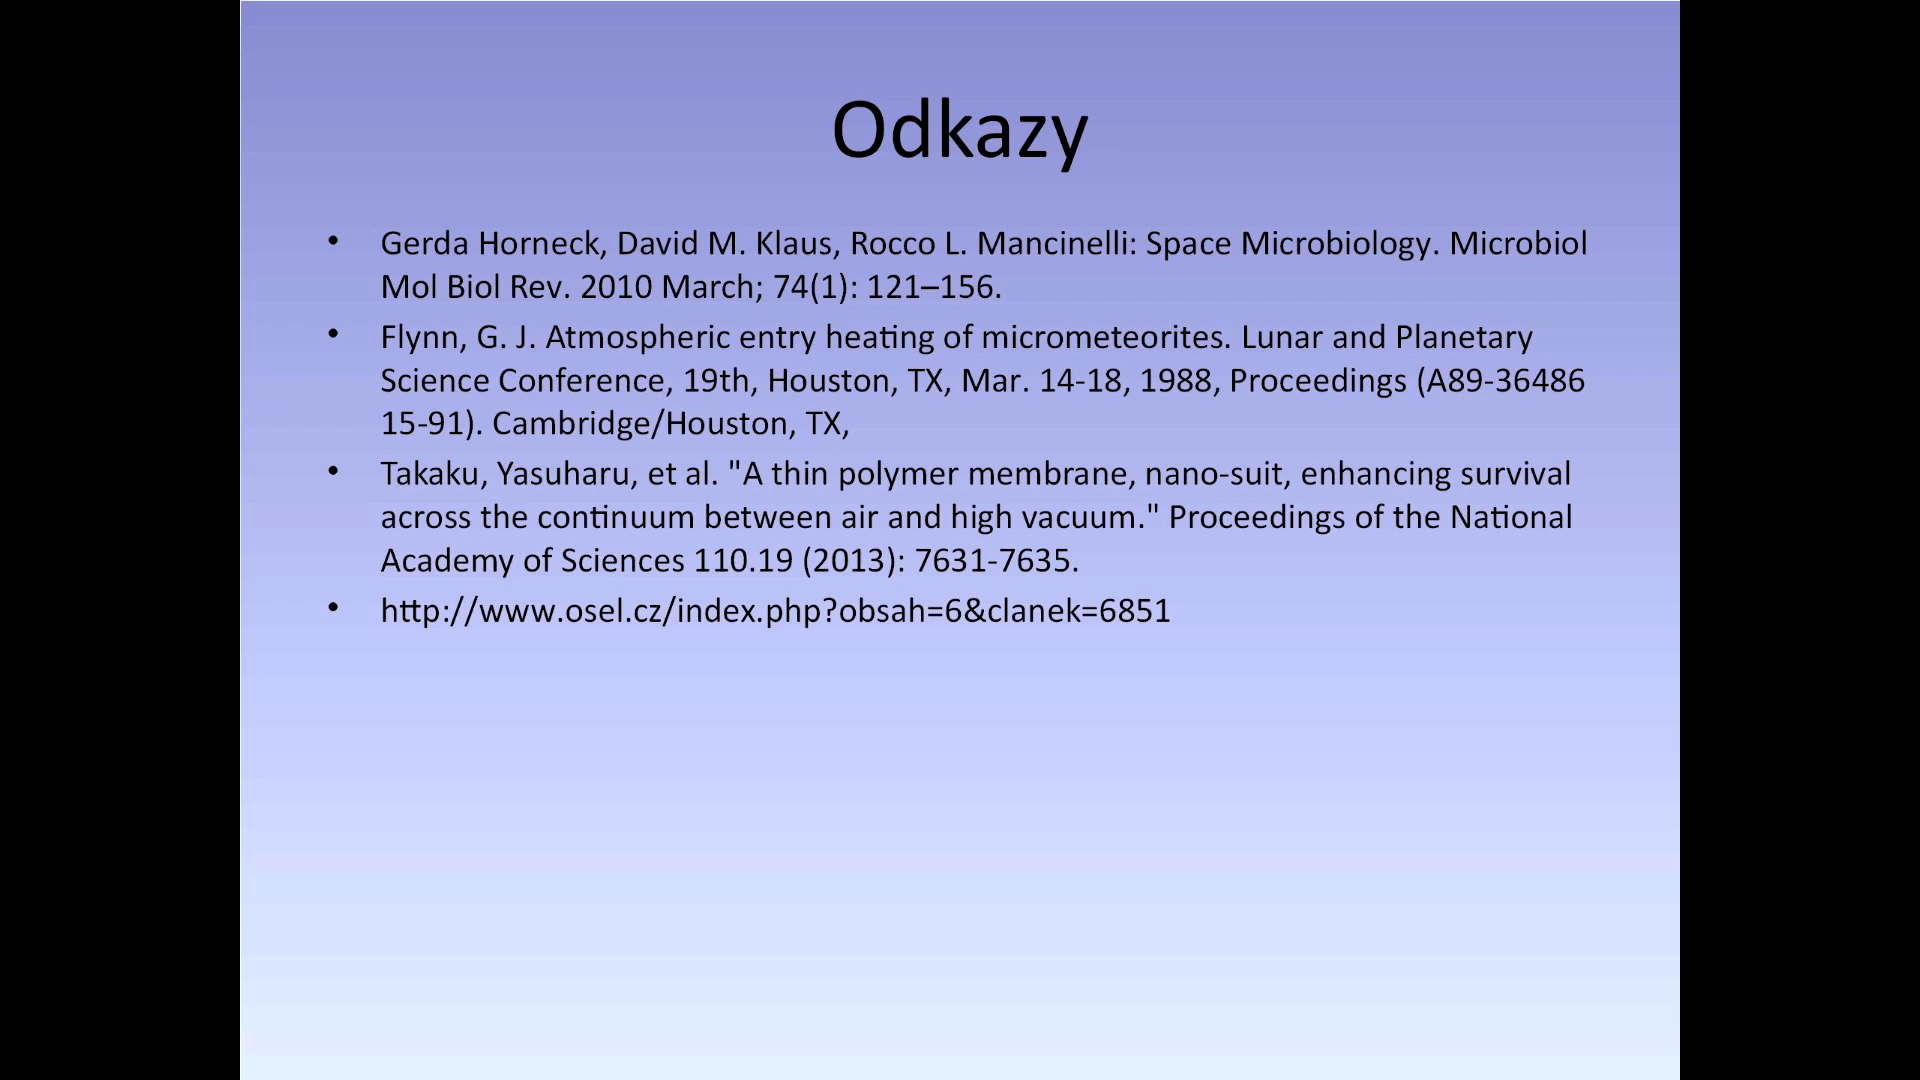 Odkazy
• Gerda Horneck, David M. Klaus, Rocco L. Mancinelli: Space Microbiology. Microbiol
Mol Biol Rev. 2010 March; 74(1): 121–156.
• Flynn, G. J. Atmospheric entry heating of micrometeorites. Lunar and Planetary
Science Conference, 19th, Houston, TX, Mar. 14-18, 1988, Proceedings (A89-36486
15-91). Cambridge/Houston, TX,
• Takaku, Yasuharu, et al. "A thin polymer membrane, nano-suit, enhancing survival
across the continuum between air and high vacuum." Proceedings of the National
Academy of Sciences 110.19 (2013): 7631-7635.
• http://www.osel.cz/index.php?obsah=6&clanek=6851